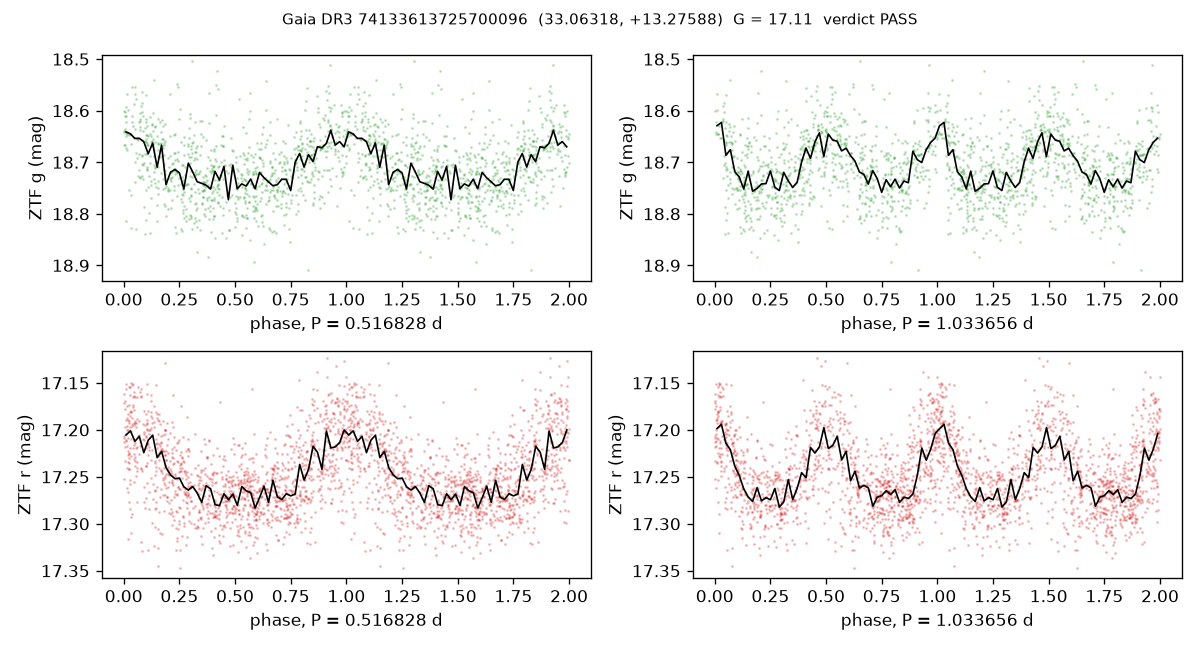 Gaia DR3 74133613725700096  (33.06318, +13.27588)  G = 17.11  verdict PASS
ZTF g (mag)
18.5
18.6
18.7
18.8
18.9
0.00 0.25 0.50 0.75 1.00 1.25 1.50 1.75 2.00
phase, P = 0.516828 d
ZTF g (mag)
18.5
18.6
18.7
18.8
18.9
0.00 0.25 0.50 0.75 1.00 1.25 1.50 1.75 2.00
phase, P = 1.033656 d
ZTF r (mag)
17.15
17.20
17.25
17.30
17.35
0.00 0.25 0.50 0.75 1.00 1.25 1.50 1.75 2.00
phase, P = 0.516828 d
ZTF r (mag)
17.15
17.20
17.25
17.30
17.35
0.00 0.25 0.50 0.75 1.00 1.25 1.50 1.75 2.00
phase, P = 1.033656 d